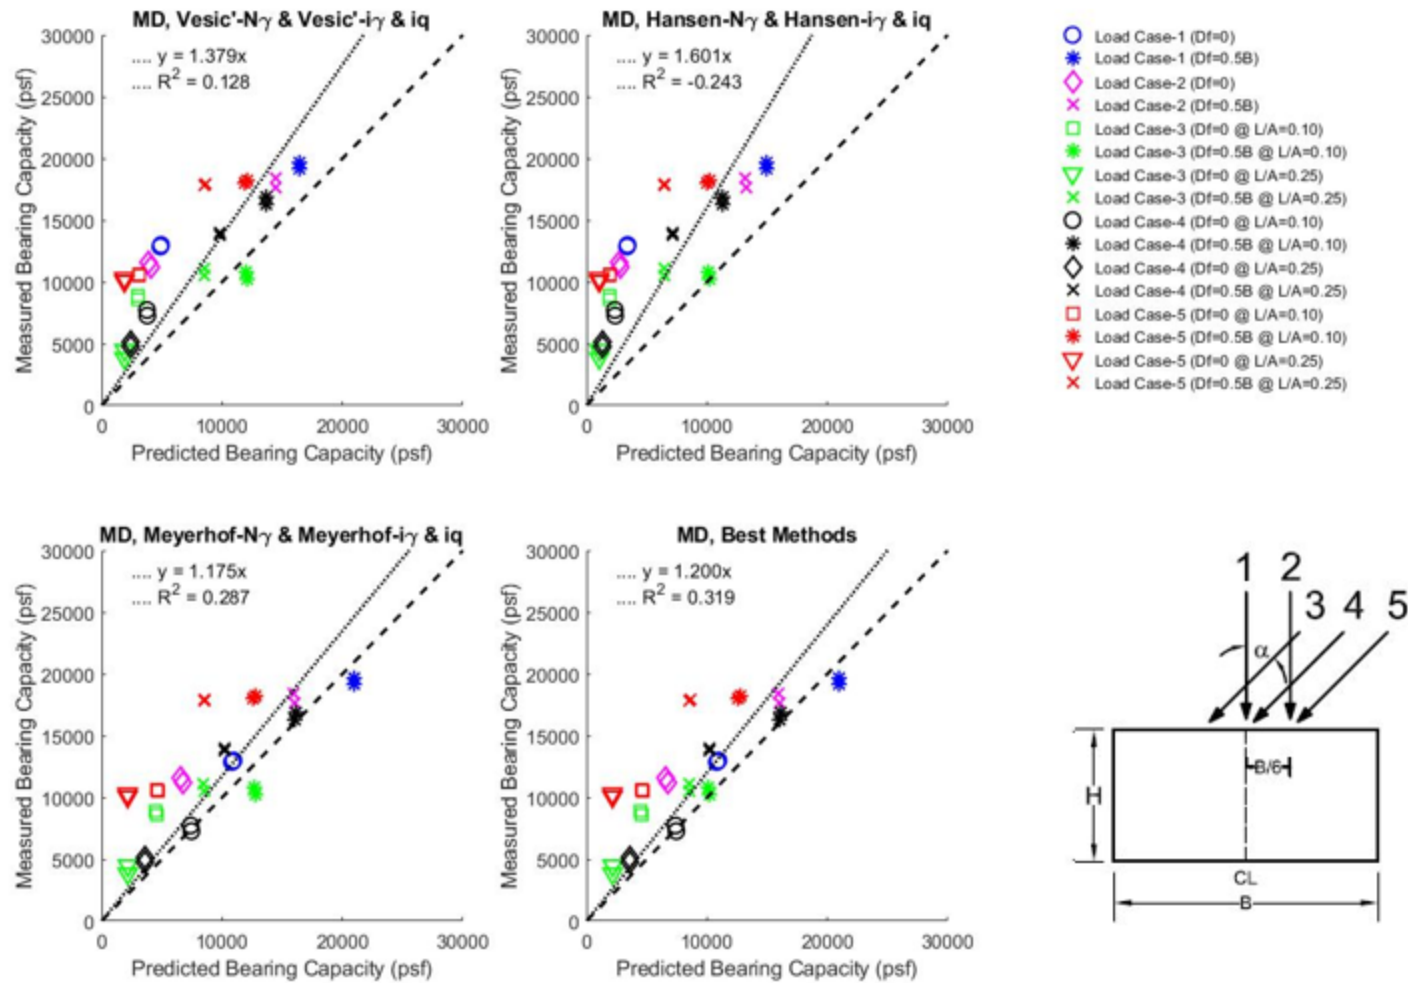 MD, Vesic'-Nγ & Vesic'-iγ & iq
.... y = 1.379x
.... R² = 0.128
Measured Bearing Capacity (psf)
30000
25000
20000
15000
10000
5000
0
0 10000 20000 30000
Predicted Bearing Capacity (psf)
MD, Hansen-Nγ & Hansen-iγ & iq
.... y = 1.601x
.... R² = -0.243
Measured Bearing Capacity (psf)
30000
25000
20000
15000
10000
5000
0
0 10000 20000 30000
Predicted Bearing Capacity (psf)
Load Case-1 (Df=0)
Load Case-1 (Df=0.5B)
Load Case-2 (Df=0)
Load Case-2 (Df=0.5B)
Load Case-3 (Df=0 @ L/A=0.10)
Load Case-3 (Df=0.5B @ L/A=0.10)
Load Case-3 (Df=0 @ L/A=0.25)
Load Case-3 (Df=0.5B @ L/A=0.25)
Load Case-4 (Df=0 @ L/A=0.10)
Load Case-4 (Df=0.5B @ L/A=0.10)
Load Case-4 (Df=0 @ L/A=0.25)
Load Case-4 (Df=0.5B @ L/A=0.25)
Load Case-5 (Df=0 @ L/A=0.10)
Load Case-5 (Df=0.5B @ L/A=0.10)
Load Case-5 (Df=0 @ L/A=0.25)
Load Case-5 (Df=0.5B @ L/A=0.25)
MD, Meyerhof-Nγ & Meyerhof-iγ & iq
.... y = 1.175x
.... R² = 0.287
Measured Bearing Capacity (psf)
30000
25000
20000
15000
10000
5000
0
0 10000 20000 30000
Predicted Bearing Capacity (psf)
MD, Best Methods
.... y = 1.200x
.... R² = 0.319
Measured Bearing Capacity (psf)
30000
25000
20000
15000
10000
5000
0
0 10000 20000 30000
Predicted Bearing Capacity (psf)
1 2
3 4 5
α
B/6
H
CL
B